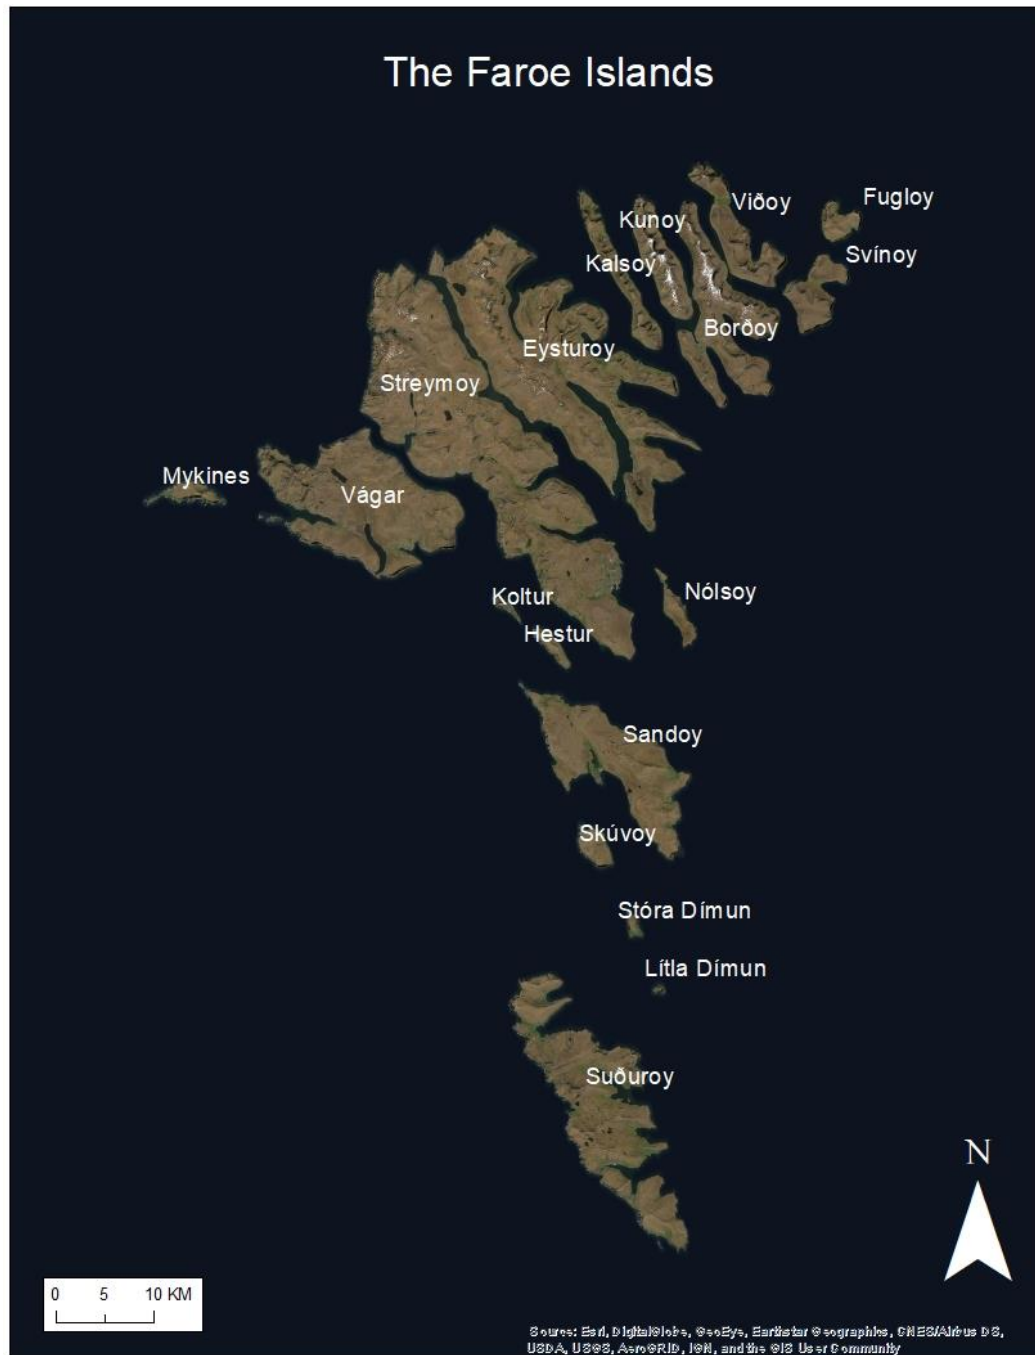 The Faroe Islands
Viðoy
Fugloy
Kunoy
Svínoy
Kalsoy
Borðoy
Eysturoy
Streymoy
Mykines
Vágar
Nólsoy
Koltur
Hestur
Sandoy
Skúvoy
Stóra Dímun
Lítla Dímun
Suðuroy
N
0 5 10 KM
Source: Esri, DigitalGlobe, GeoEye, Earthstar Geographics, CNES/Airbus DS,
USDA, USGS, AeroGRID, IGN, and the GIS User Community